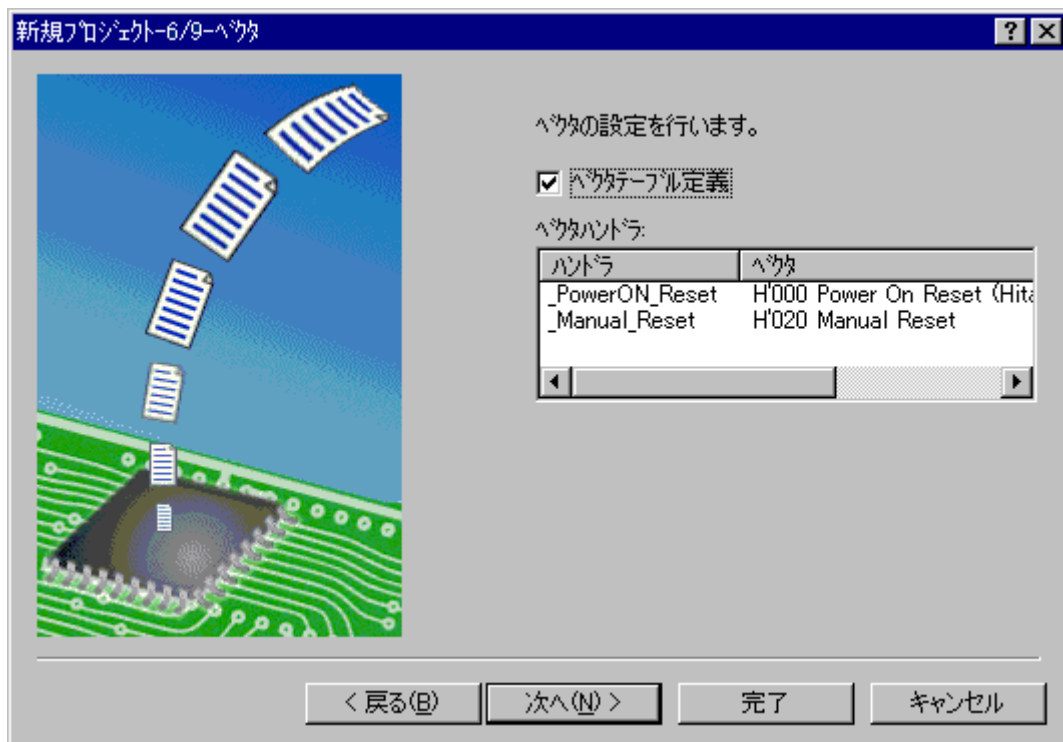 新規プロジェクト-6/9-ベクタ
ベクタの設定を行います。
ベクタテーブル定義
ベクタハンドラ:
ハンドラ ベクタ
_PowerON_Reset H'000 Power On Reset (Hita
_Manual_Reset H'020 Manual Reset
< 戻る(B) 次へ(N) > 完了 キャンセル